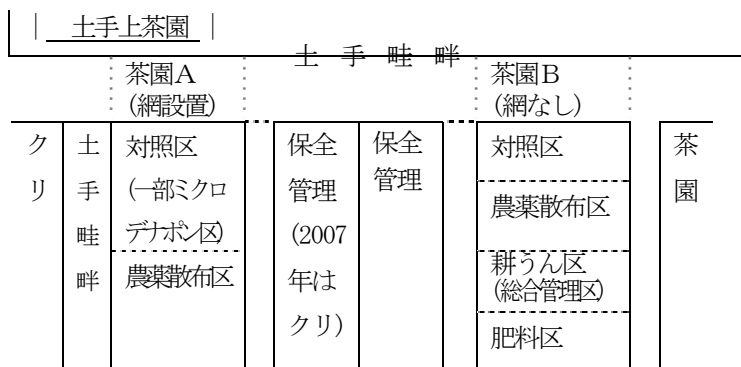 土手上茶園
土手畦畔
茶園A
(網設置)
茶園B
(網なし)
クリ
土手畦畔
対照区
(一部ミクロ
デナポン区)
農薬散布区
保全
管理
(2007
年は
クリ)
保全
管理
対照区
農薬散布区
耕うん区
(総合管理区)
肥料区
茶園